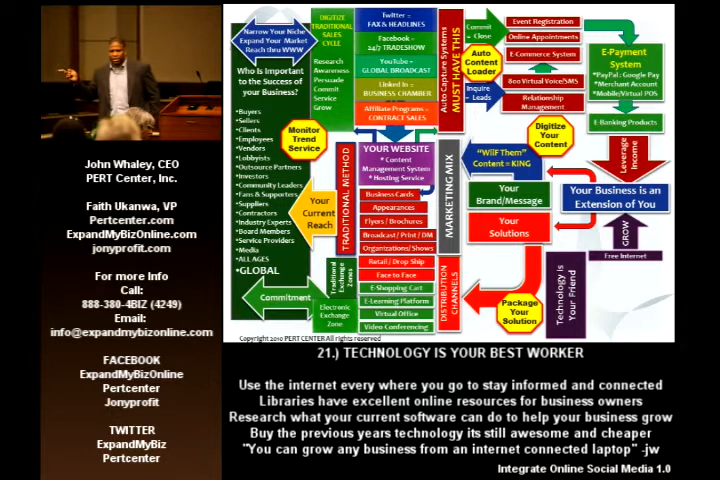 John Whaley, CEO
PERT Center, Inc.
Faith Ukanwa, VP
Pertcenter.com
ExpandMyBizOnline.com
jonyprofit.com
For more Info
Call:
888-380-4BIZ (4249)
Email:
info@expandmybizonline.com
FACEBOOK
ExpandMyBizOnline
Pertcenter
Jonyprofit
TWITTER
ExpandMyBiz
Pertcenter
Narrow Your Niche
Expand Your Market
Reach thru WWW
Who Is Important
to the Success of
your Business?
•Buyers
•Sellers
•Clients
•Employees
•Vendors
•Lobbyists
•Outsource Partners
•Investors
•Community Leaders
•Fans & Supporters
•Suppliers
•Contractors
•Industry Experts
•Board Members
•Service Providers
•Media
•ALL AGES
•GLOBAL
Commitment
DIGITIZE
TRADITIONAL
SALES
CYCLE
Research
Awareness
Persuade
Commit
Service
Grow
Monitor
Trend
Service
Your
Current
Reach
Twitter =
FAX & HEADLINES
Facebook =
24/7 TRADESHOW
YouTube =
GLOBAL BROADCAST
Linked In =
BUSINESS CHAMBER
Affiliate Programs =
CONTRACT SALES
Auto Capture Systems
MUST HAVE THIS
TRADITIONAL METHOD
YOUR WEBSITE
* Content
Management System
* Hosting Service
Business Cards
Appearances
Flyers / Brochures
Broadcast / Print / DM
Organizations/Shows
Traditional
Exchange
Zones
Retail / Drop Ship
Face to Face
Electronic
Exchange
Zone
E-Shopping Cart
E-Learning Platform
Virtual Office
Video Conferencing
MARKETING MIX
DISTRIBUTION
CHANNELS
Commit
= Close
Auto
Content
Loader
Inquire
= Leads
Event Registration
Online Appointments
E-Commerce System
800 Virtual Voice/SMS
Relationship
Management
E-Payment
System
*PayPal : Google Pay
*Merchant Account
*Mobile/Virtual POS
E-Banking Products
Digitize
Your
Content
"WiiF Them"
Content = KING
Leverage
Income
Your
Brand/Message
Your Business is an
Extension of You
Your
Solutions
GROW
Free Internet
Technology is
Your Friend
Package
Your
Solution
Copyright 2010 PERT CENTER All rights reserved
21.) TECHNOLOGY IS YOUR BEST WORKER
Use the internet every where you go to stay informed and connected
Libraries have excellent online resources for business owners
Research what your current software can do to help your business grow
Buy the previous years technology its still awesome and cheaper
"You can grow any business from an internet connected laptop" -jw
Integrate Online Social Media 1.0